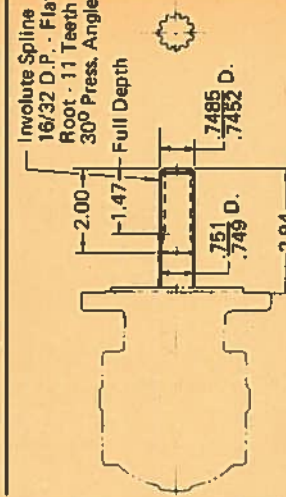 Involute Spline
16/32 D.P. - Fla
Root - 11 Teeth
30° Press. Angle
2.00
1.47 Full Depth
.7485
.7452 D.
.751
.749 D.